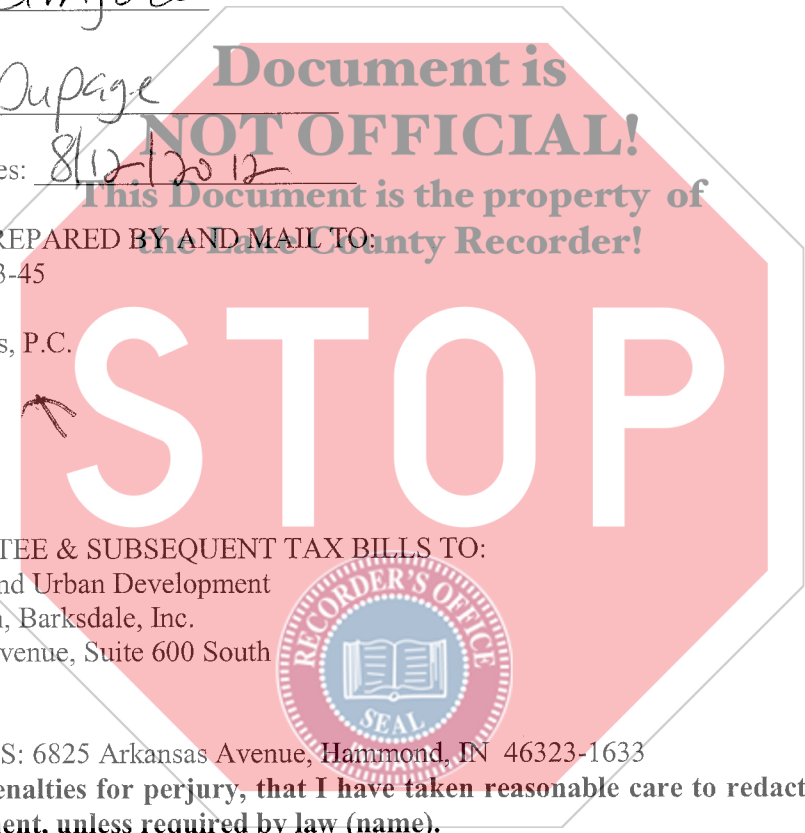 Document is
Dupage
NOT OFFICIAL!
es: 8/12/2012
This Document is the property of
REPARED BY AND MAIL TO:
the Lake County Recorder!
3-45
s, P.C.
STOP
TEE & SUBSEQUENT TAX BILLS TO:
nd Urban Development
, Barksdale, Inc.
venue, Suite 600 South
RECORDER'S OFFICE
SEAL
INDIANA
S: 6825 Arkansas Avenue, Hammond, IN 46323-1633
enalties for perjury, that I have taken reasonable care to redact
ent, unless required by law (name).